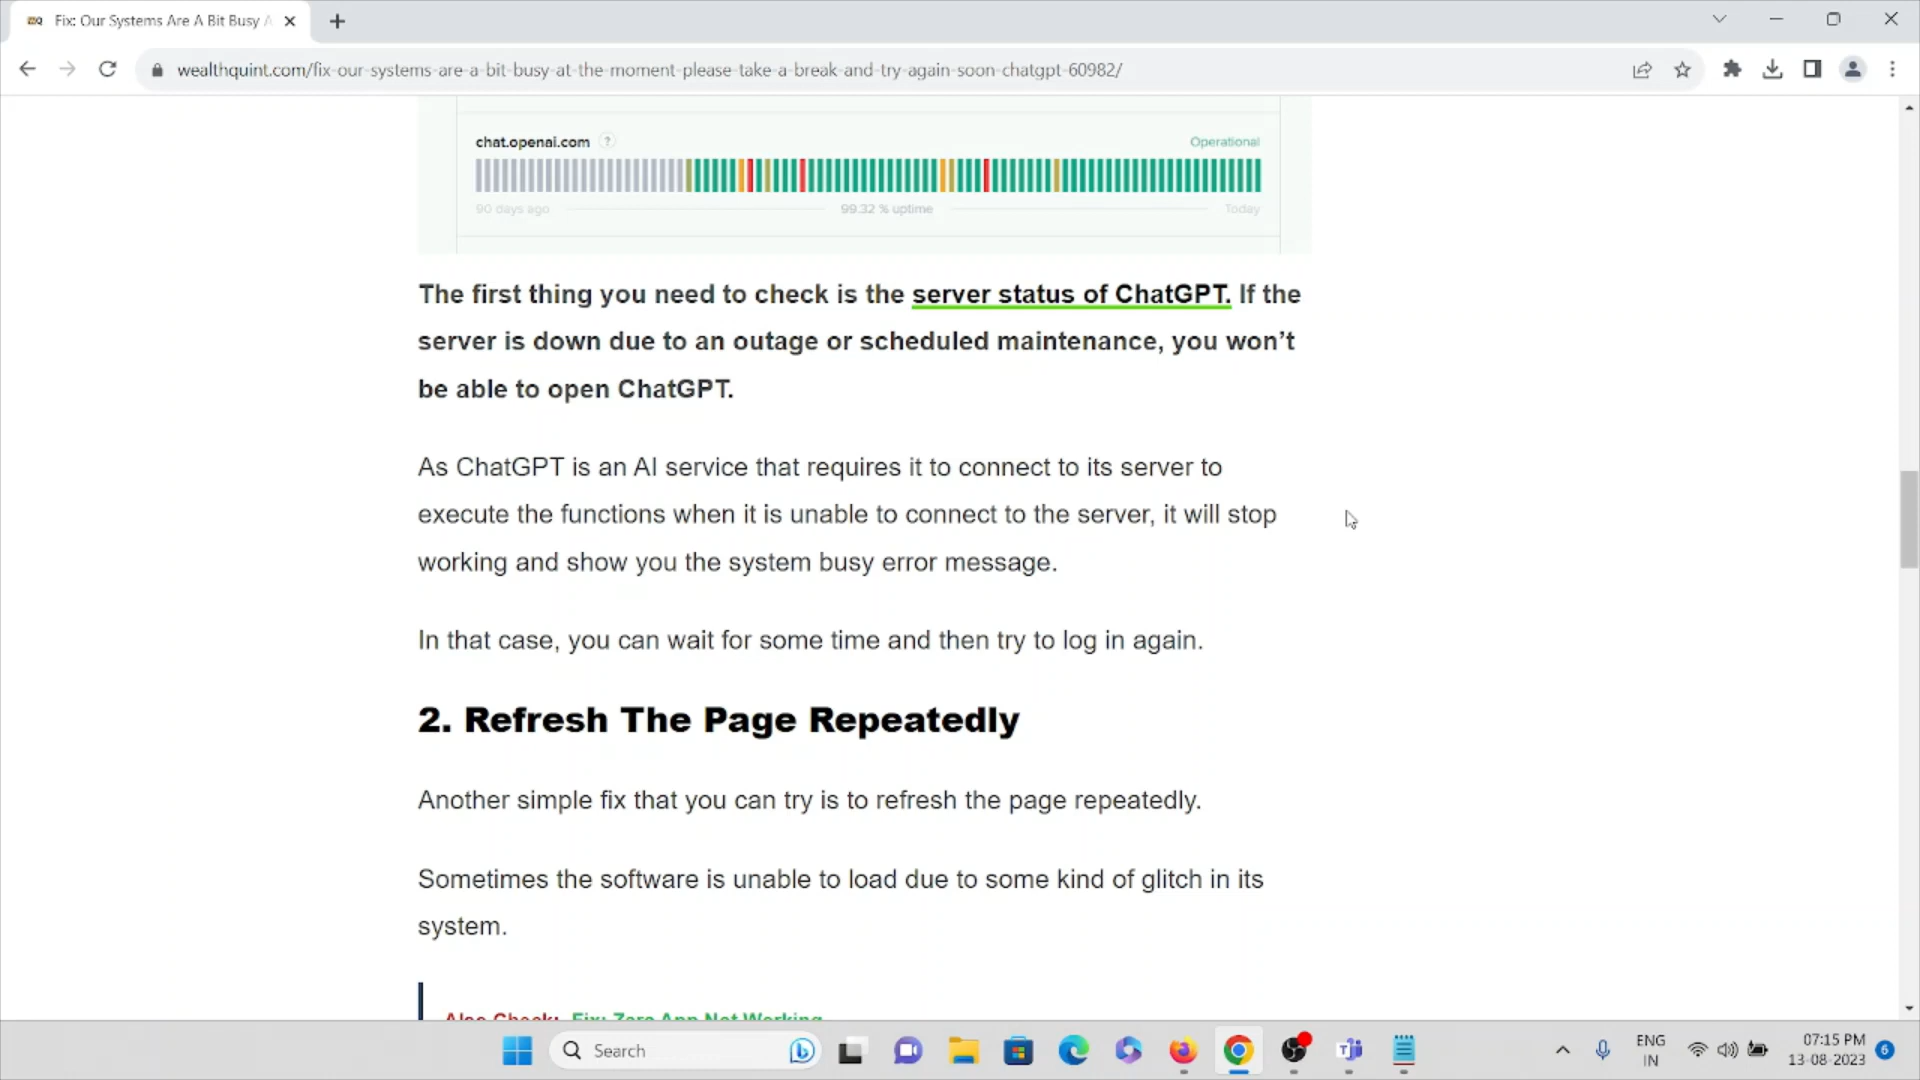 Fix: Our Systems Are A Bit Busy A
wealthquint.com/fix-our-systems-are-a-bit-busy-at-the-moment-please-take-a-break-and-try-again-soon-chatgpt-60982/
chat.openai.com ? Operational
90 days ago 99.32 % uptime Today
The first thing you need to check is the server status of ChatGPT. If the
server is down due to an outage or scheduled maintenance, you won’t
be able to open ChatGPT.
As ChatGPT is an AI service that requires it to connect to its server to
execute the functions when it is unable to connect to the server, it will stop
working and show you the system busy error message.
In that case, you can wait for some time and then try to log in again.
2. Refresh The Page Repeatedly
Another simple fix that you can try is to refresh the page repeatedly.
Sometimes the software is unable to load due to some kind of glitch in its
system.
Also Check: Fix: Zara App Not Working
Search
ENG
IN
07:15 PM
13-08-2023
6